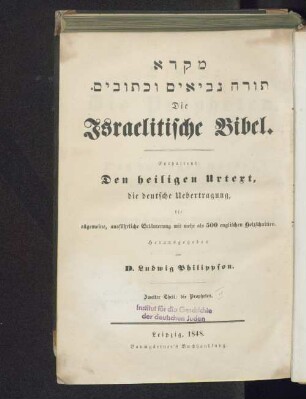 מקרא
תורה נביאים וכתובים.
Die
Israelitische Bibel.
Enthaltend:
Den heiligen Urtext,
die deutsche Uebertragung,
die
allgemeine, ausführliche Erläuterung mit mehr als 500 englischen Holzschnitten.
Herausgegeben
von
D. Ludwig Philippson.
Zweiter Theil: die Propheten.
Institut für die Geschichte
der deutschen Juden
Leipzig, 1848.
Baumgärtner's Buchhandlung.